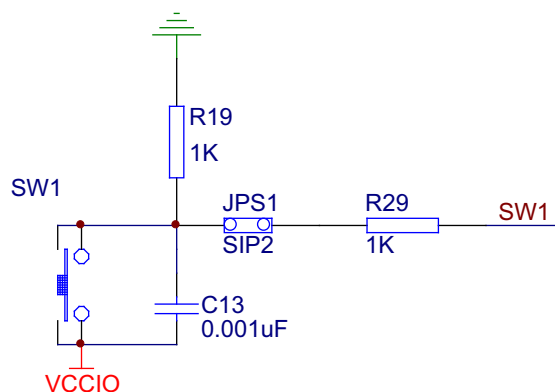 R19
1K
SW1
JPS1
R29
SW1
SIP2
1K
C13
0.001uF
VCCIO